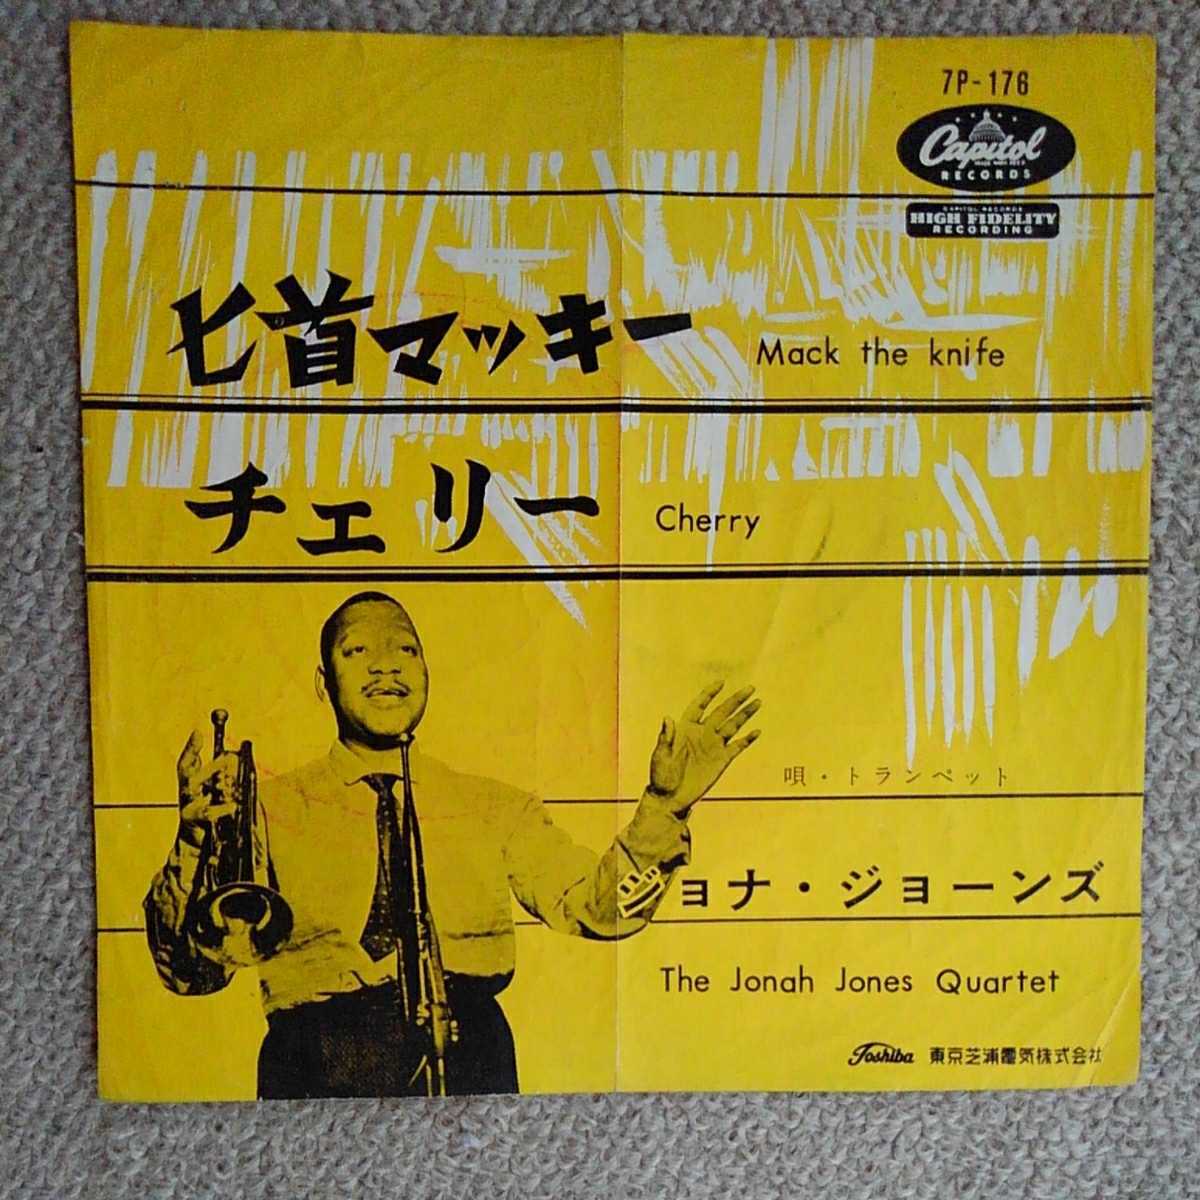 7P-176
Capitol
RECORDS
CAPITOL RECORDS
HIGH FIDELITY
RECORDING
匕首マッキー Mack the knife
チェリー Cherry
唄・トランペット
ジョナ・ジョーンズ
The Jonah Jones Quartet
Toshiba 東京芝浦電気株式会社